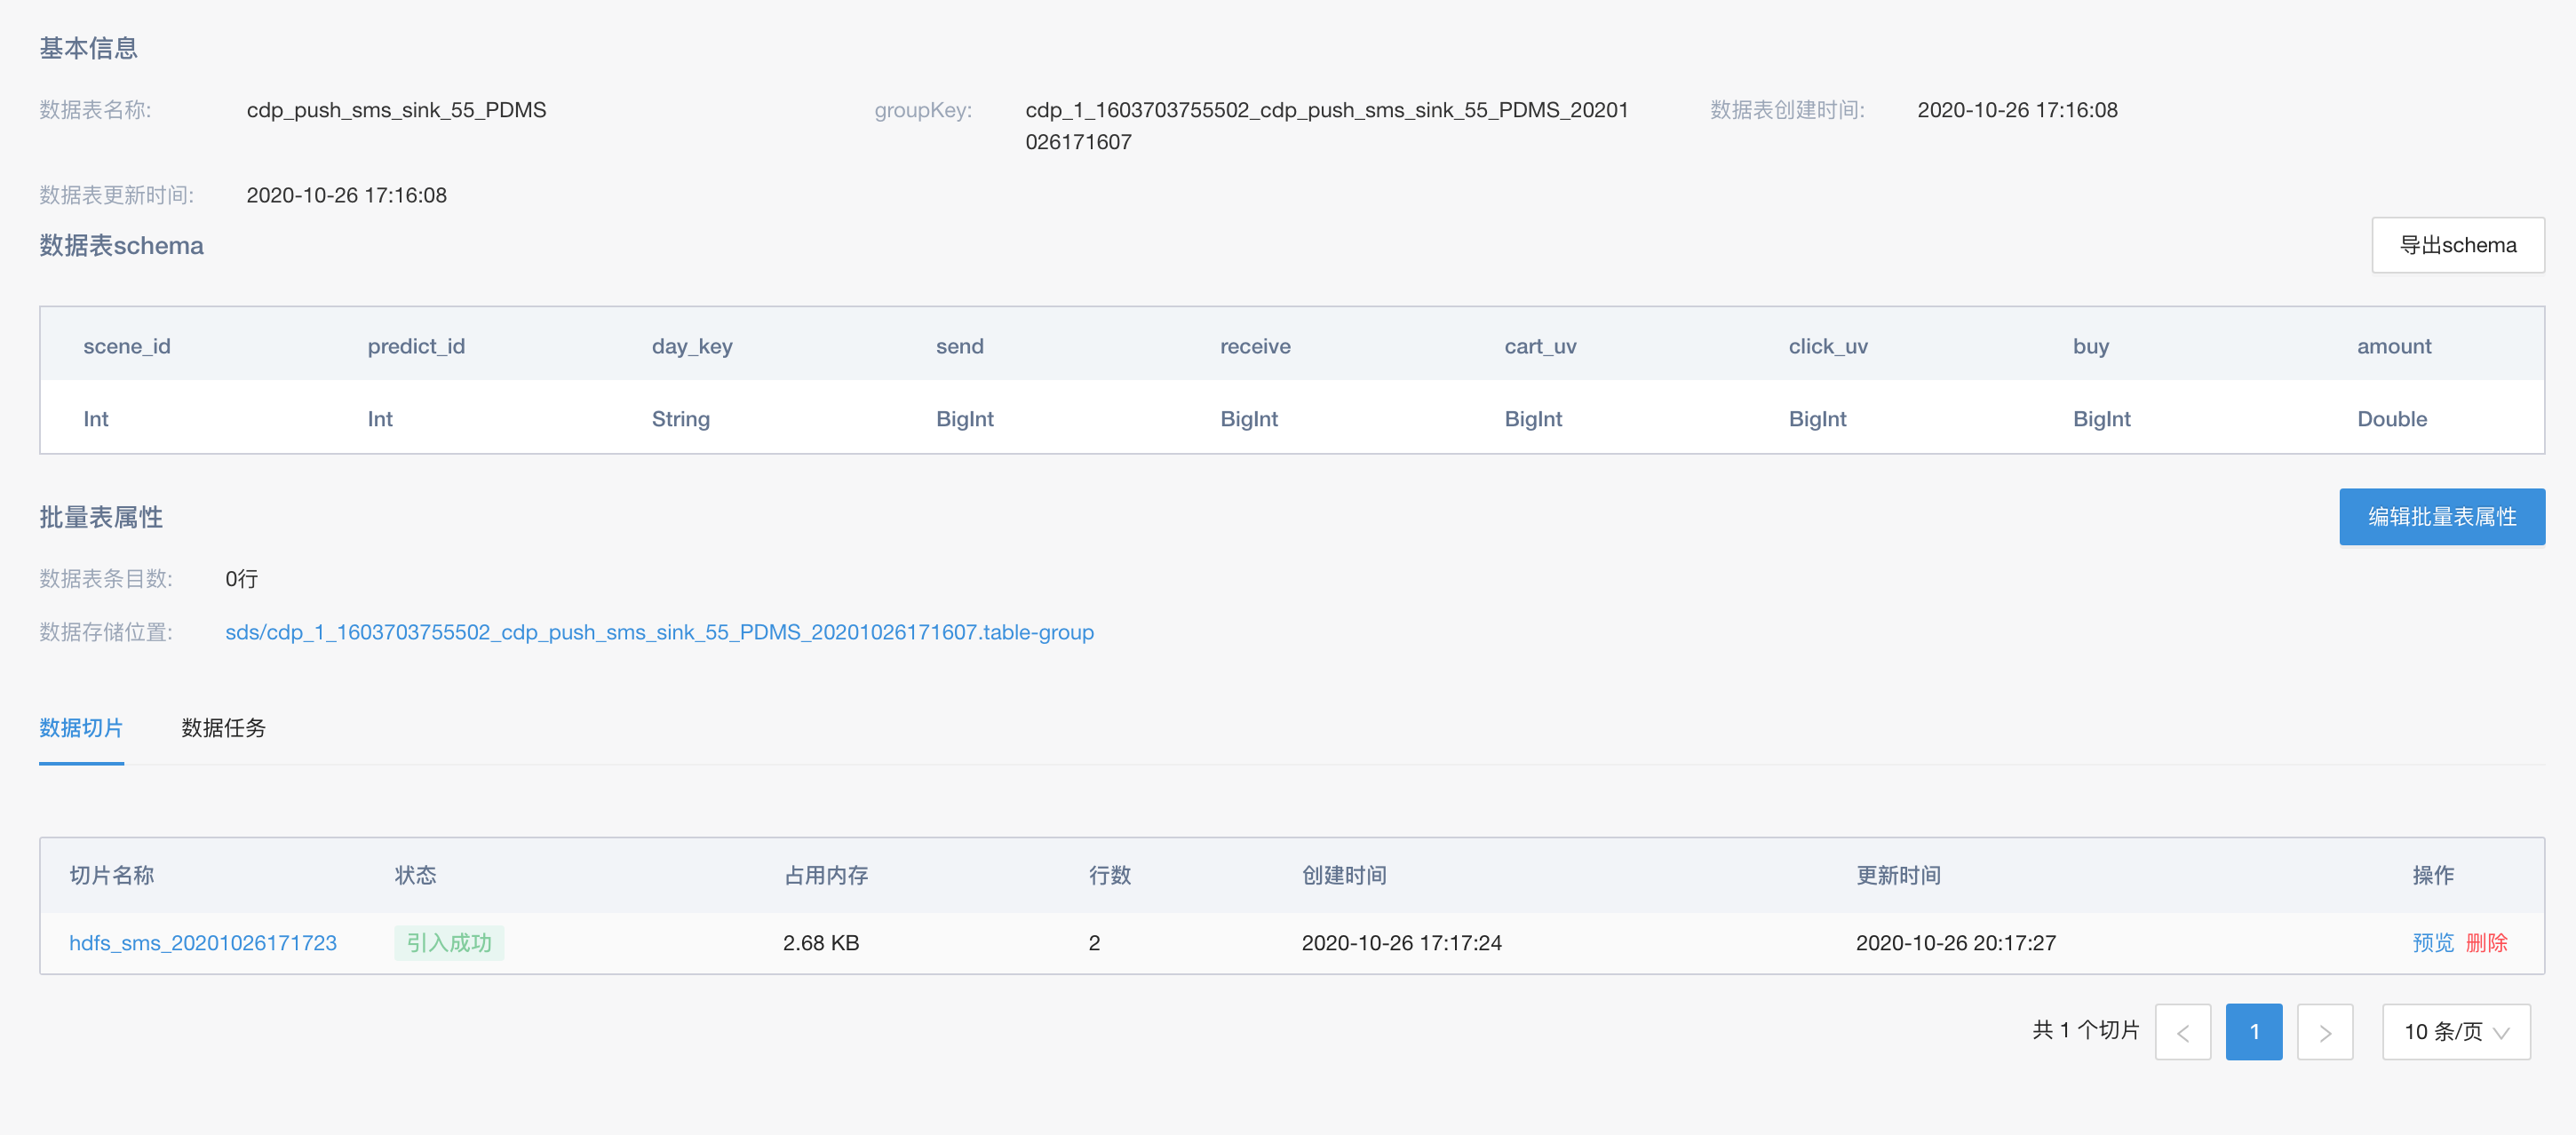 基本信息
数据表名称: cdp_push_sms_sink_55_PDMS groupKey: cdp_1_1603703755502_cdp_push_sms_sink_55_PDMS_20201
026171607 数据表创建时间: 2020-10-26 17:16:08
数据表更新时间: 2020-10-26 17:16:08
数据表schema 导出schema
scene_id predict_id day_key send receive cart_uv click_uv buy amount
Int Int String BigInt BigInt BigInt BigInt BigInt Double
批量表属性 编辑批量表属性
数据表条目数: 0行
数据存储位置: sds/cdp_1_1603703755502_cdp_push_sms_sink_55_PDMS_20201026171607.table-group
数据切片 数据任务
切片名称 状态 占用内存 行数 创建时间 更新时间 操作
hdfs_sms_20201026171723 引入成功 2.68 KB 2 2020-10-26 17:17:24 2020-10-26 20:17:27 预览 删除
共 1 个切片 < 1 > 10 条/页